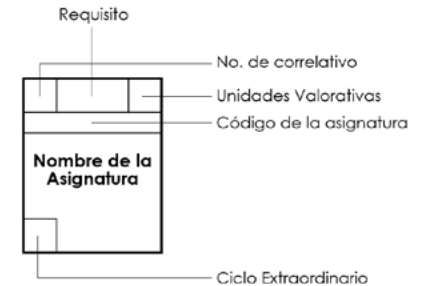 Requisito
No. de correlativo
Unidades Valorativas
Código de la asignatura
Nombre de la
Asignatura
Ciclo Extraordinario